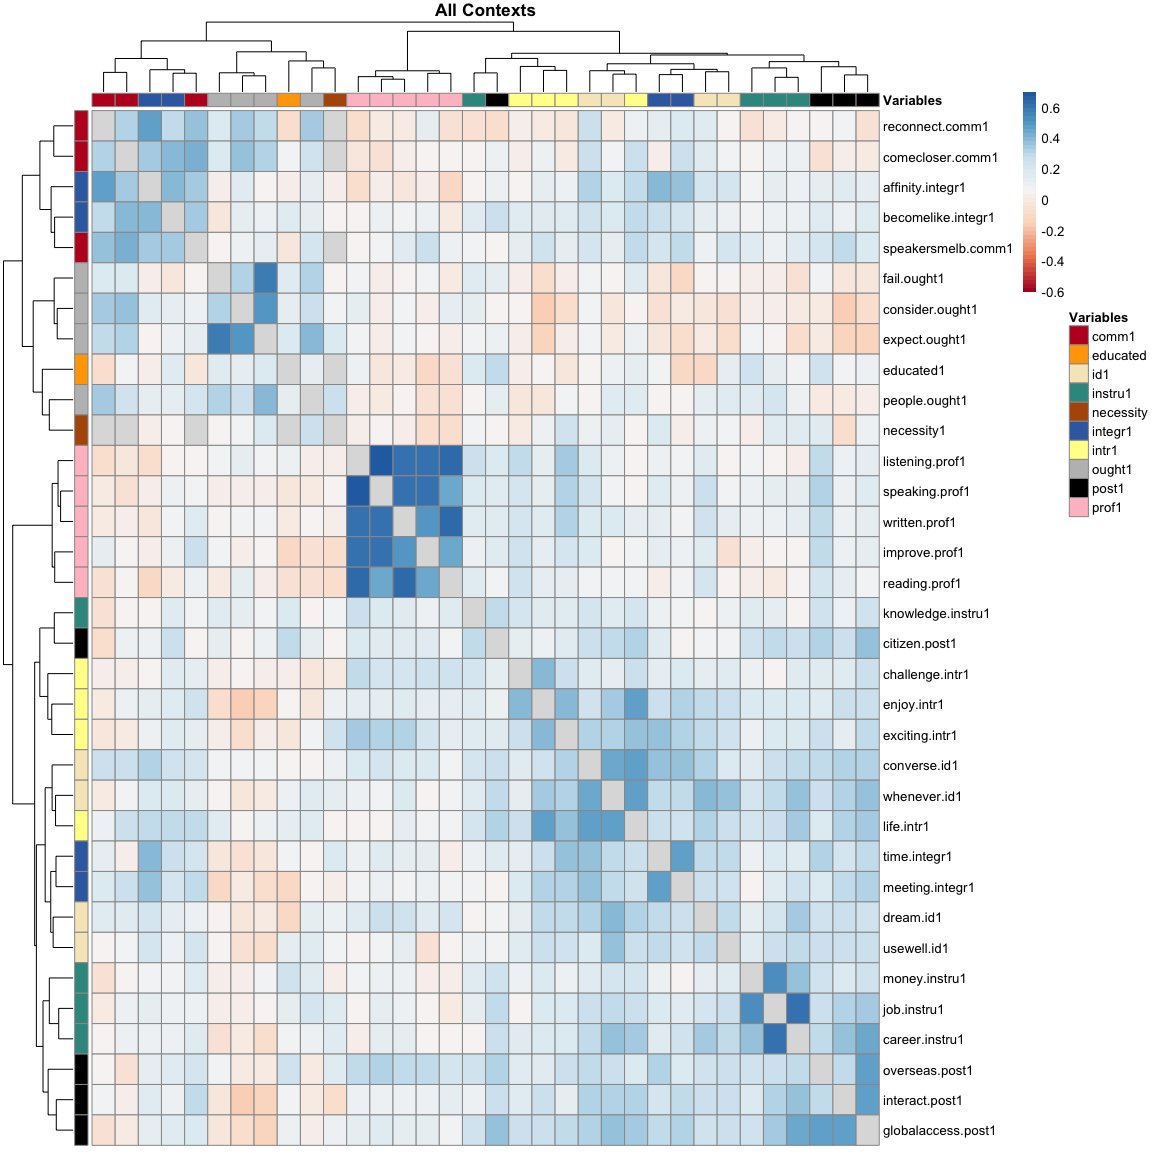 All Contexts
Variables
reconnect.comm1
comecloser.comm1
affinity.integr1
becomelike.integr1
speakersmelb.comm1
fail.ought1
consider.ought1
expect.ought1
educated1
people.ought1
necessity1
listening.prof1
speaking.prof1
written.prof1
improve.prof1
reading.prof1
knowledge.instru1
citizen.post1
challenge.intr1
enjoy.intr1
exciting.intr1
converse.id1
whenever.id1
life.intr1
time.integr1
meeting.integr1
dream.id1
usewell.id1
money.instru1
job.instru1
career.instru1
overseas.post1
interact.post1
globalaccess.post1
0.6
0.4
0.2
0
-0.2
-0.4
-0.6
Variables
comm1
educated
id1
instru1
necessity
integr1
intr1
ought1
post1
prof1